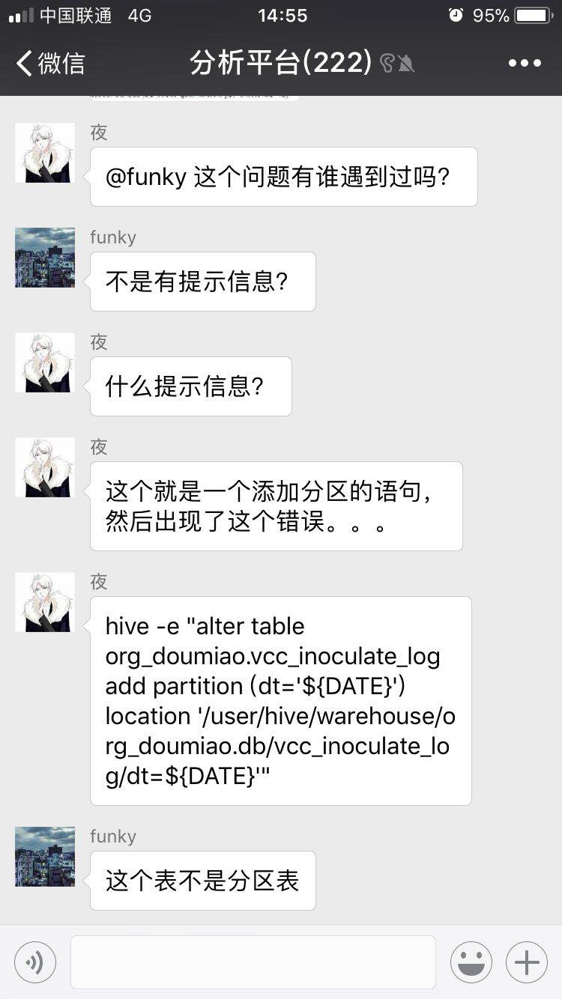 中国联通 4G 14:55 95%
微信 分析平台(222)
夜
@funky 这个问题有谁遇到过吗?
funky
不是有提示信息?
夜
什么提示信息?
夜
这个就是一个添加分区的语句,
然后出现了这个错误。。。
夜
hive -e "alter table
org_doumiao.vcc_inoculate_log
add partition (dt='${DATE}')
location '/user/hive/warehouse/o
rg_doumiao.db/vcc_inoculate_lo
g/dt=${DATE}'"
funky
这个表不是分区表